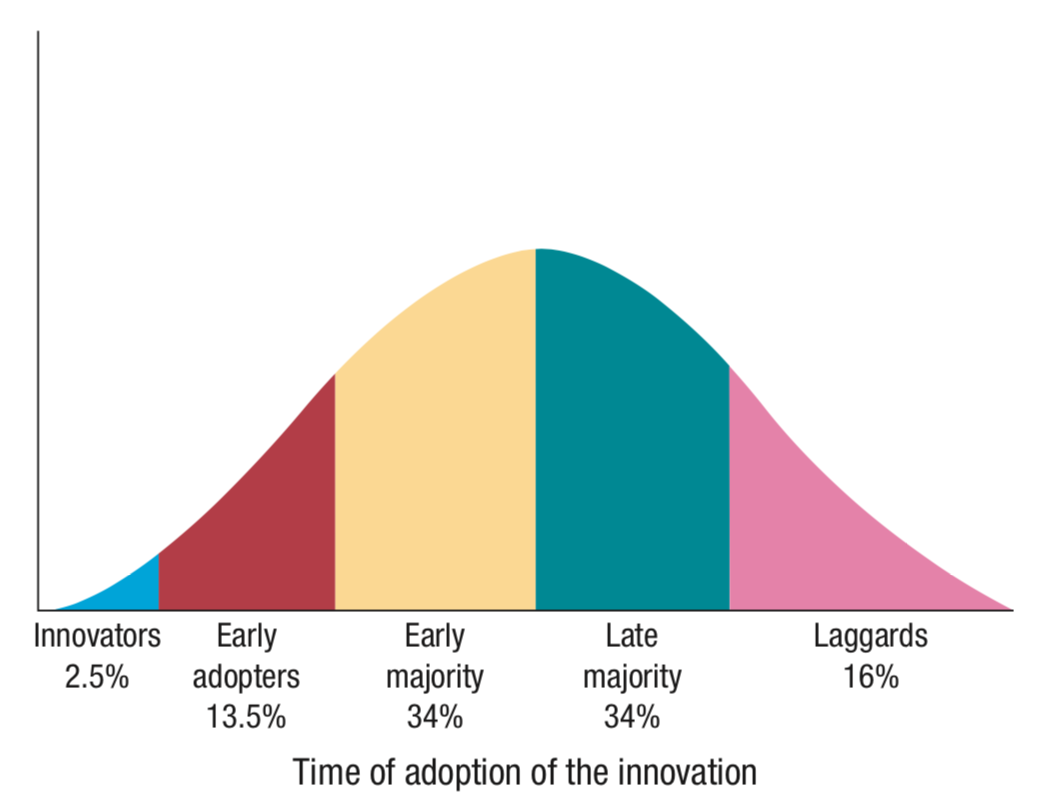 Innovators
2.5%
Early
adopters
13.5%
Early
majority
34%
Late
majority
34%
Laggards
16%
Time of adoption of the innovation